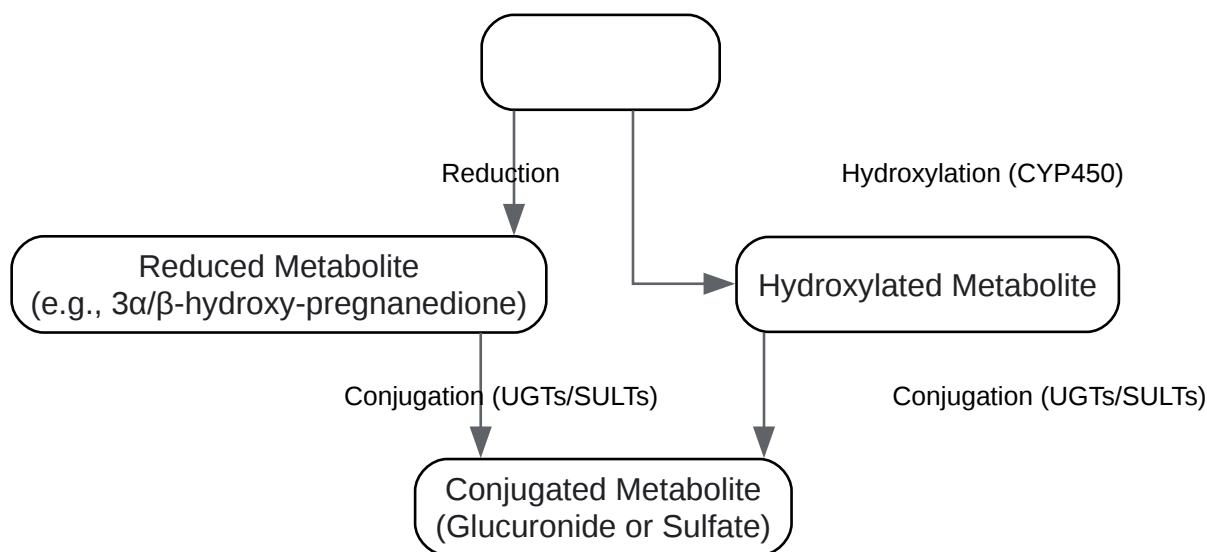 Reduction
Hydroxylation (CYP450)
Reduced Metabolite
(e.g., 3α/β-hydroxy-pregnanedione)
Hydroxylated Metabolite
Conjugation (UGTs/SULTs)
Conjugation (UGTs/SULTs)
Conjugated Metabolite
(Glucuronide or Sulfate)